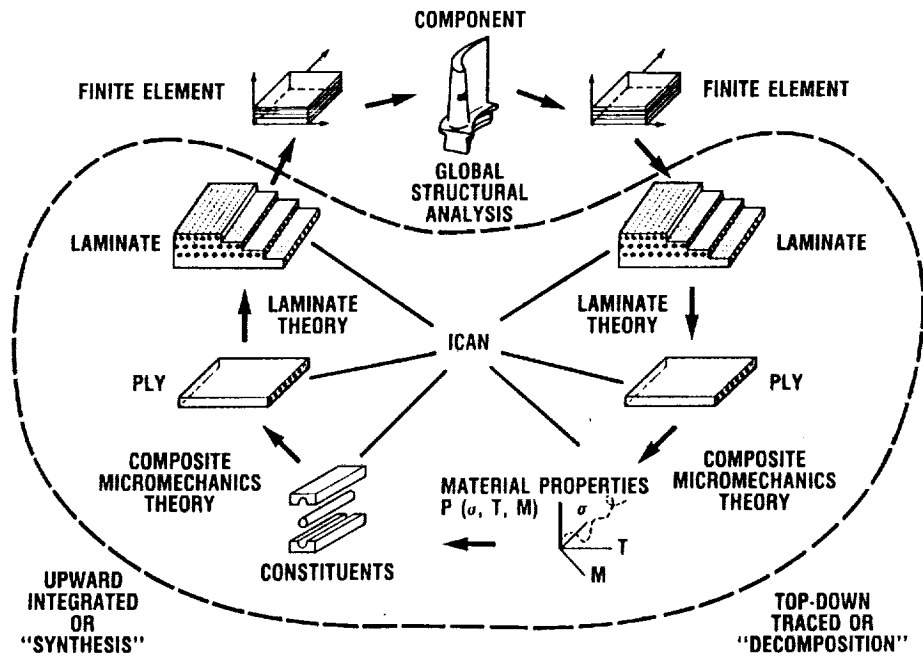 COMPONENT
FINITE ELEMENT
FINITE ELEMENT
GLOBAL
STRUCTURAL
ANALYSIS
LAMINATE
LAMINATE
LAMINATE
THEORY
LAMINATE
THEORY
ICAN
PLY
PLY
COMPOSITE
MICROMECHANICS
THEORY
MATERIAL PROPERTIES
P (σ, T, M)
σ
T
M
COMPOSITE
MICROMECHANICS
THEORY
CONSTITUENTS
UPWARD
INTEGRATED
OR
"SYNTHESIS"
TOP-DOWN
TRACED OR
"DECOMPOSITION"